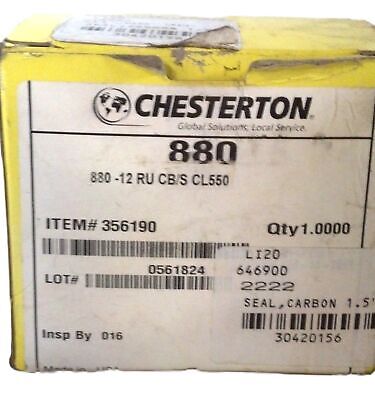 CHESTERTON®
Global Solutions, Local Service.
880
880 -12 RU CB/S CL550
ITEM# 356190
Qty1.0000
LI20
0561824
646900
LOT#
2222
SEAL,CARBON 1.5"
Insp By 016
30420156